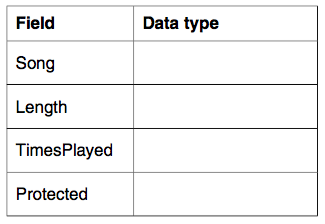 Field Data type
Song
Length
TimesPlayed
Protected